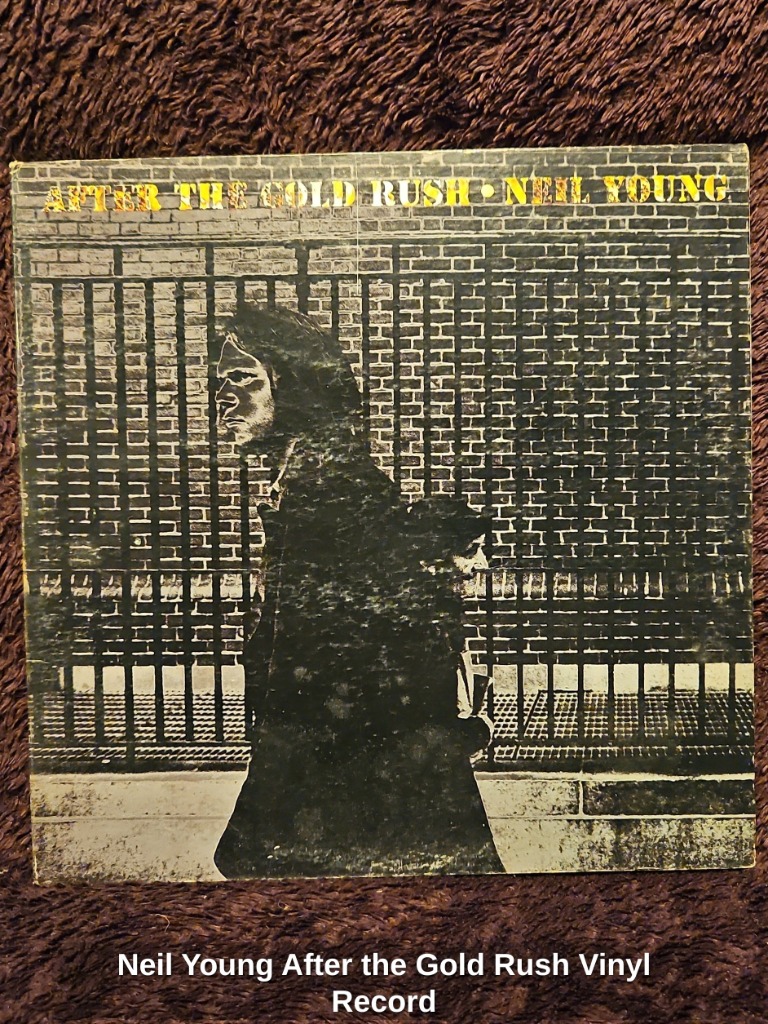 AFTER THE GOLD RUSH • NEIL YOUNG
Neil Young After the Gold Rush Vinyl
Record